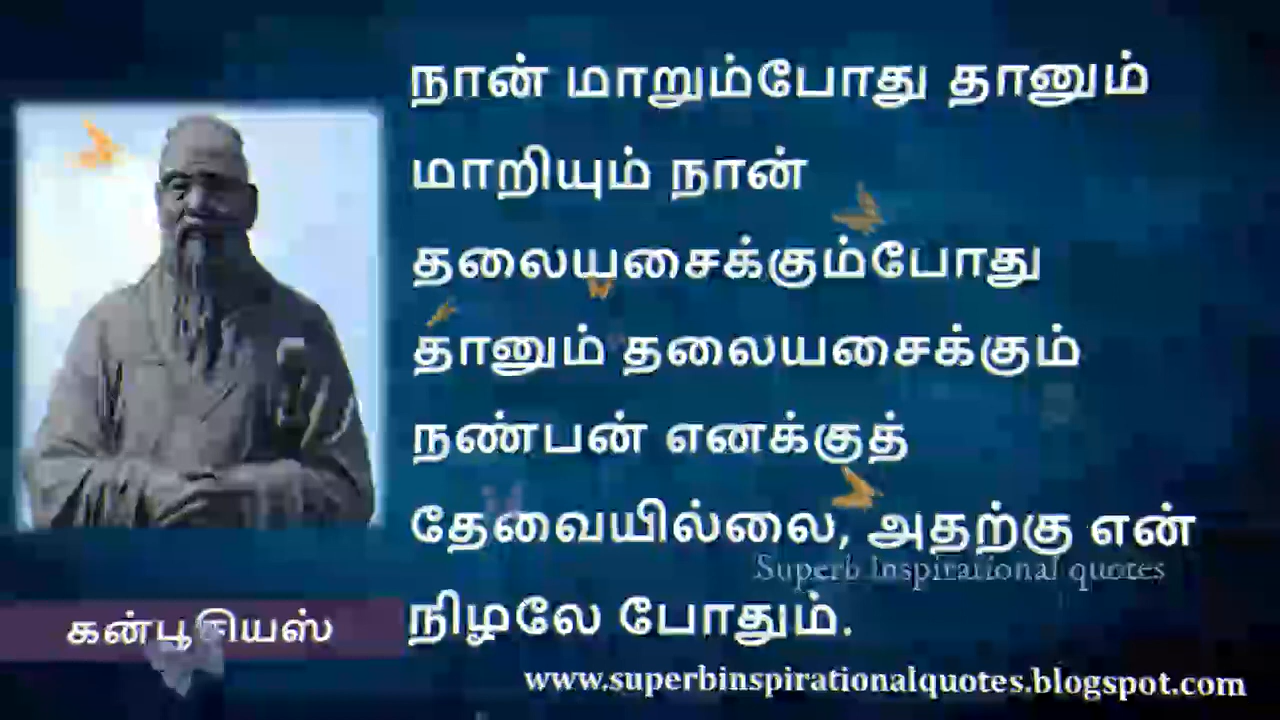 நான் மாறும்போது தானும்
மாறியும் நான்
தலையசைக்கும்போது
தானும் தலையசைக்கும்
நண்பன் எனக்குத்
தேவையில்லை, அதற்கு என்
நிழலே போதும்.
Superb Inspirational quotes
கன்பூசியஸ்
www.superbinspirationalquotes.blogspot.com